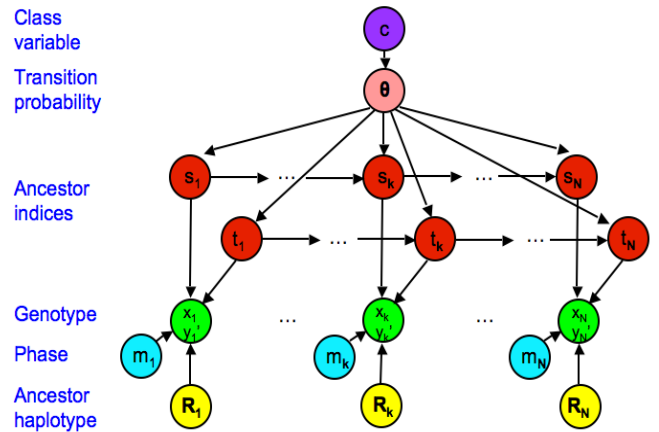 Class
variable
c
Transition
probability
θ
Ancestor
indices
s1 ... sk ... sN
t1 ... tk ... tN
Genotype
x1 ... xk ... xN
y1' yk' yN'
Phase
m1 mk mN
Ancestor
haplotype
R1 Rk RN